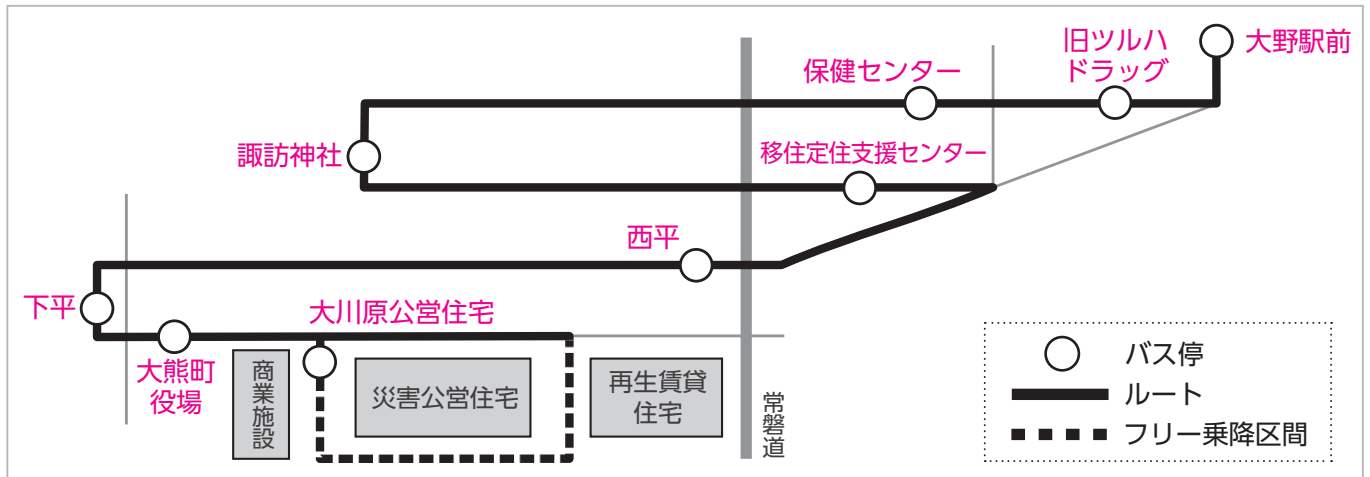 旧ツルハ
ドラッグ
大野駅前
保健センター
諏訪神社
移住定住支援センター
西平
下平
大川原公営住宅
大熊町
役場
商業施設
災害公営住宅
再生賃貸
住宅
常磐道
バス停
ルート
フリー乗降区間